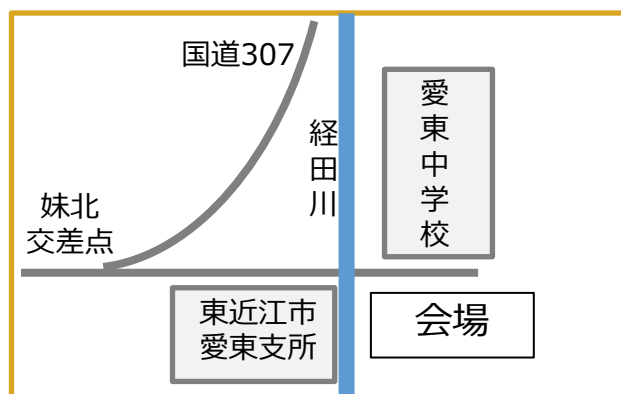 国道307
経田川
愛東中学校
妹北
交差点
東近江市
愛東支所
会場